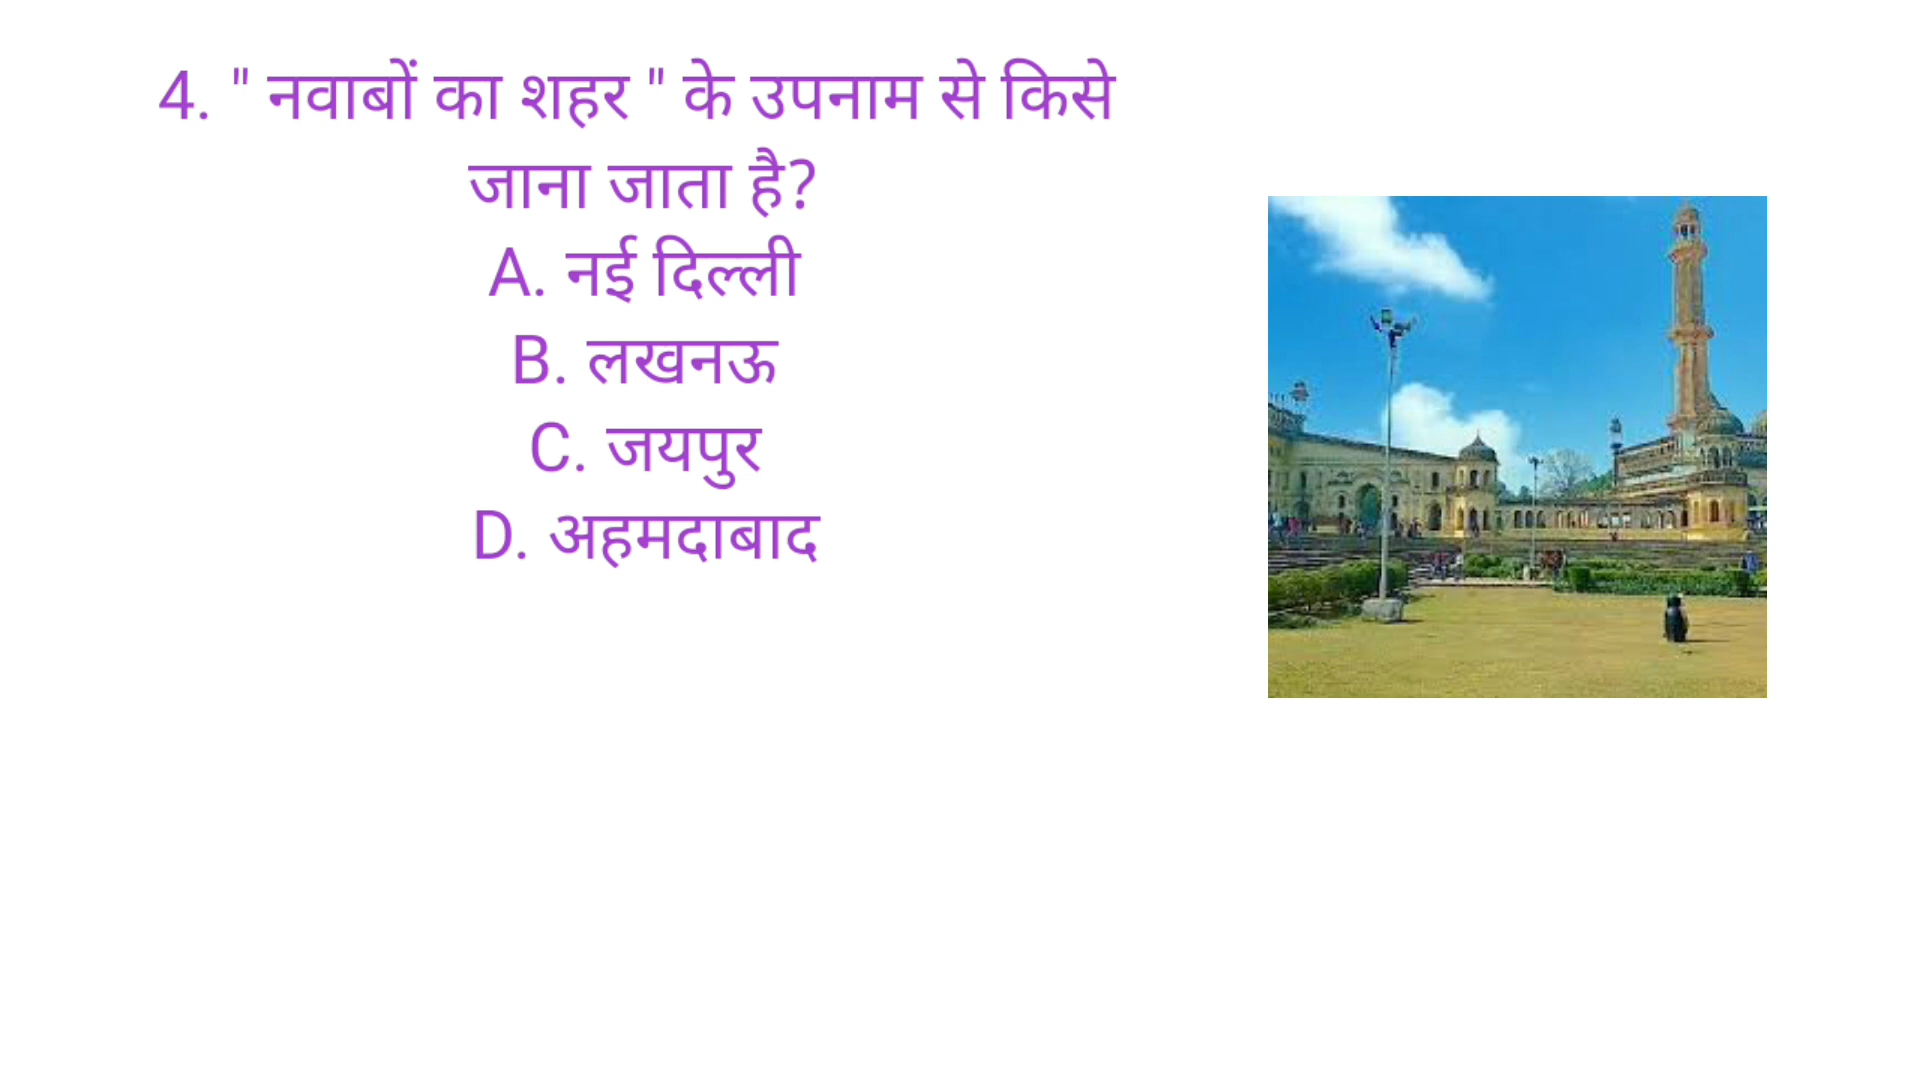 4. " नवाबों का शहर " के उपनाम से किसे
जाना जाता है?
A. नई दिल्ली
B. लखनऊ
C. जयपुर
D. अहमदाबाद